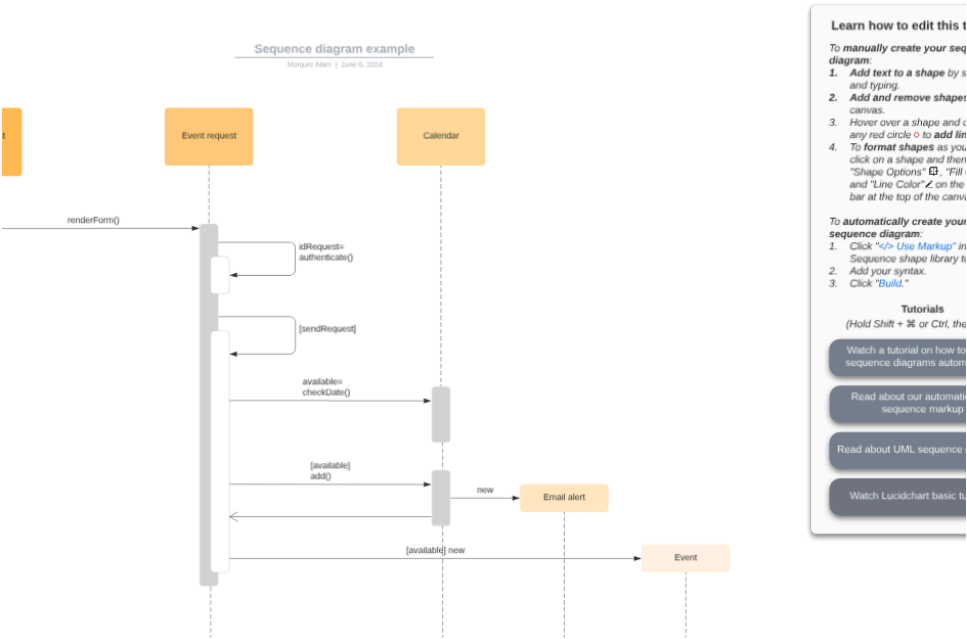 Sequence diagram example
Monjure Alam | June 6, 2024
t
Event request
Calendar
renderForm()
idRequest=
authenticate()
[sendRequest]
available=
checkDate()
[available]
add()
new
Email alert
[available] new
Event
Learn how to edit this t
To manually create your seq
diagram:
1. Add text to a shape by s
and typing.
2. Add and remove shapes
canvas.
3. Hover over a shape and c
any red circle to add lin
4. To format shapes as you
click on a shape and then
"Shape Options" , "Fill
and "Line Color" on the
bar at the top of the canva
To automatically create your
sequence diagram:
1. Click "</> Use Markup" in
Sequence shape library to
2. Add your syntax.
3. Click "Build."
Tutorials
(Hold Shift + ⌘ or Ctrl, the
Watch a tutorial on how to
sequence diagrams autom
Read about our automatic
sequence markup
Read about UML sequence
Watch Lucidchart basic tu